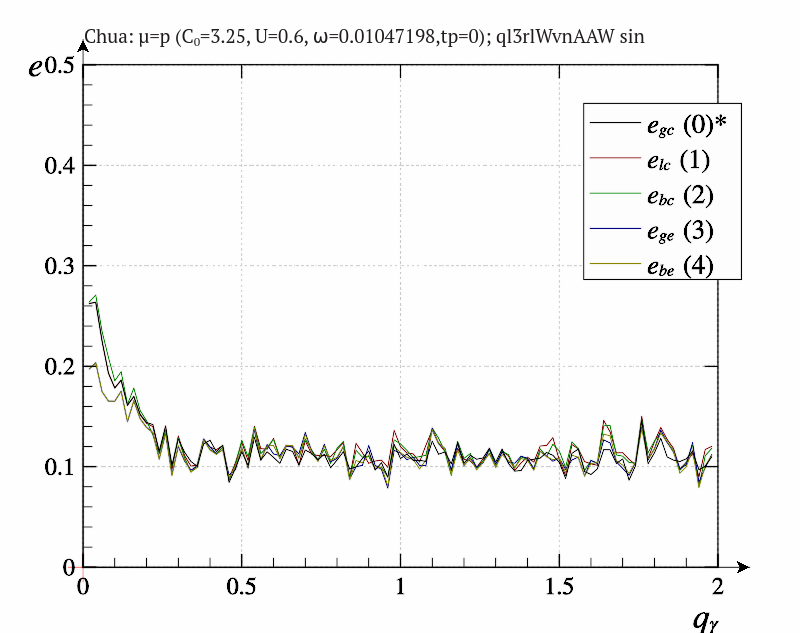 Chua: μ=p (C₀=3.25, U=0.6, ω=0.01047198,tp=0); ql3rlWvnAAW sin
e
0.5
0.4
0.3
0.2
0.1
0
0 0.5 1 1.5 2
qγ
e_gc (0)*
e_lc (1)
e_bc (2)
e_ge (3)
e_be (4)